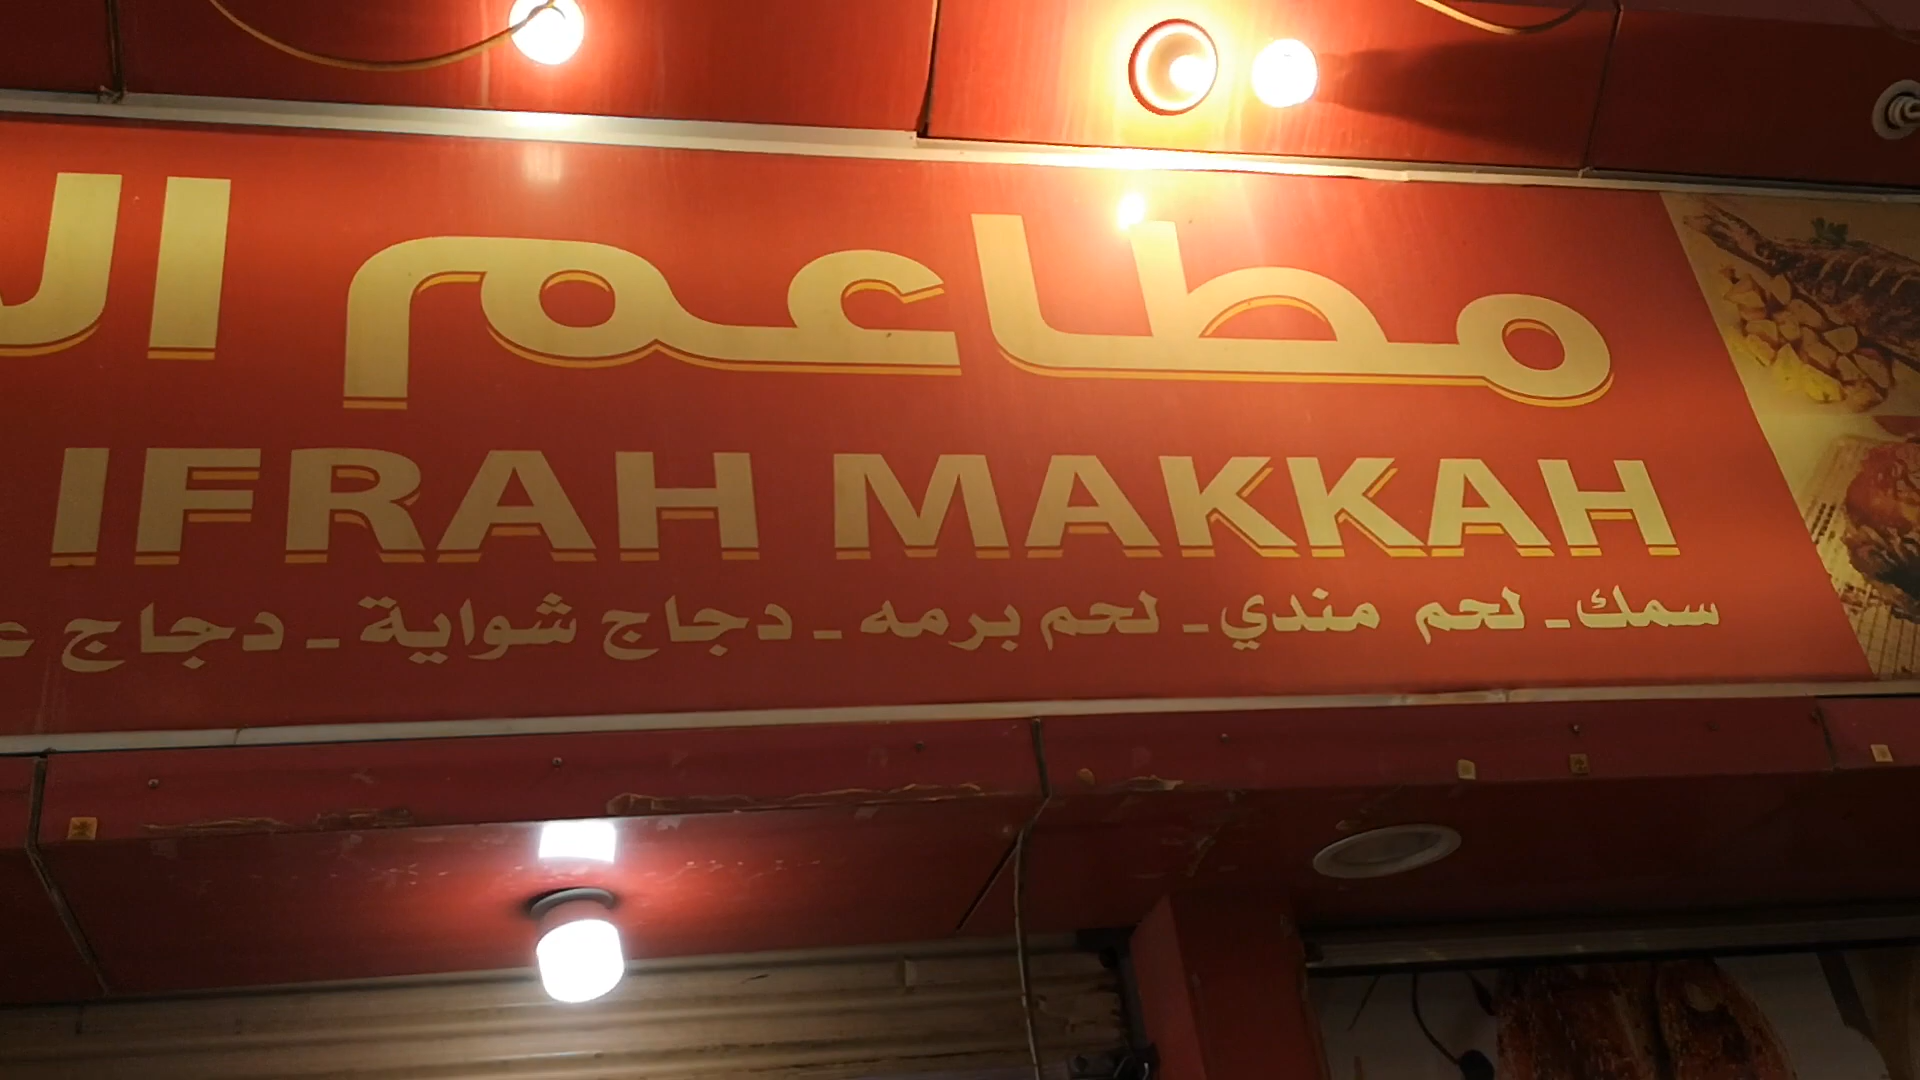 مطاعم
IFRAH MAKKAH
سمك - لحم مندي - لحم برمه - دجاج شواية - دجاج